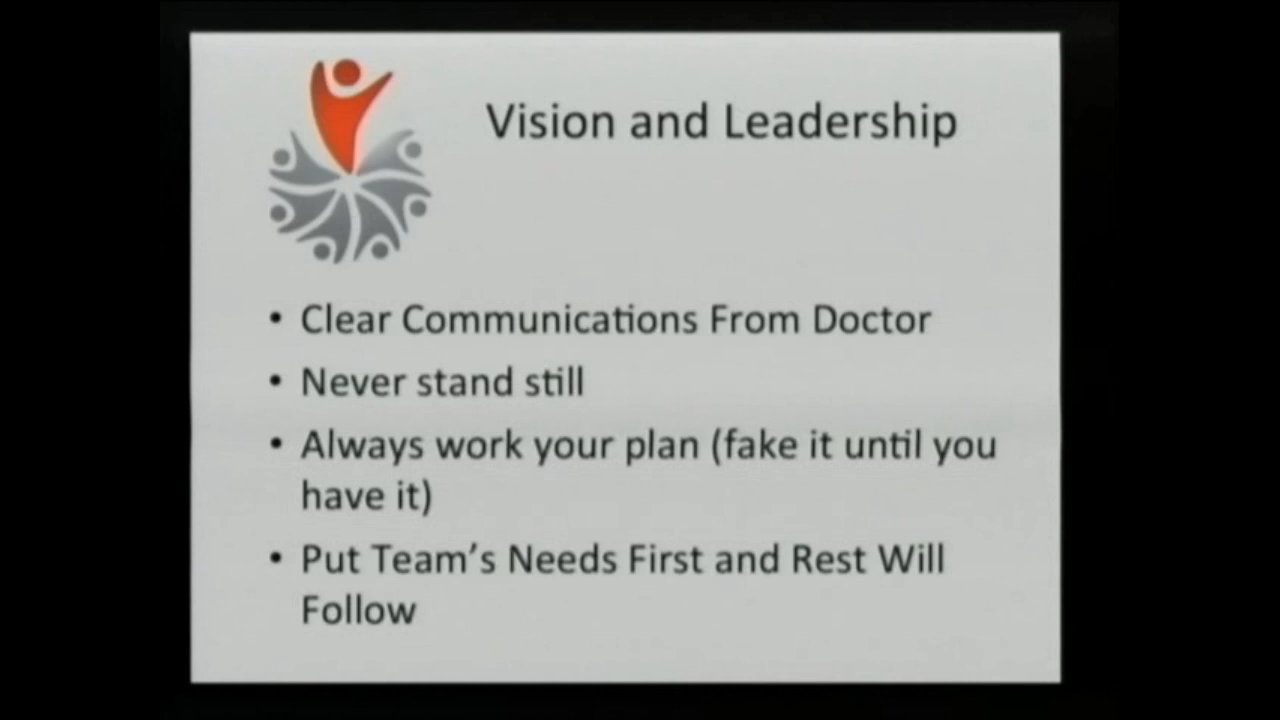 Vision and Leadership
• Clear Communications From Doctor
• Never stand still
• Always work your plan (fake it until you
have it)
• Put Team's Needs First and Rest Will
Follow